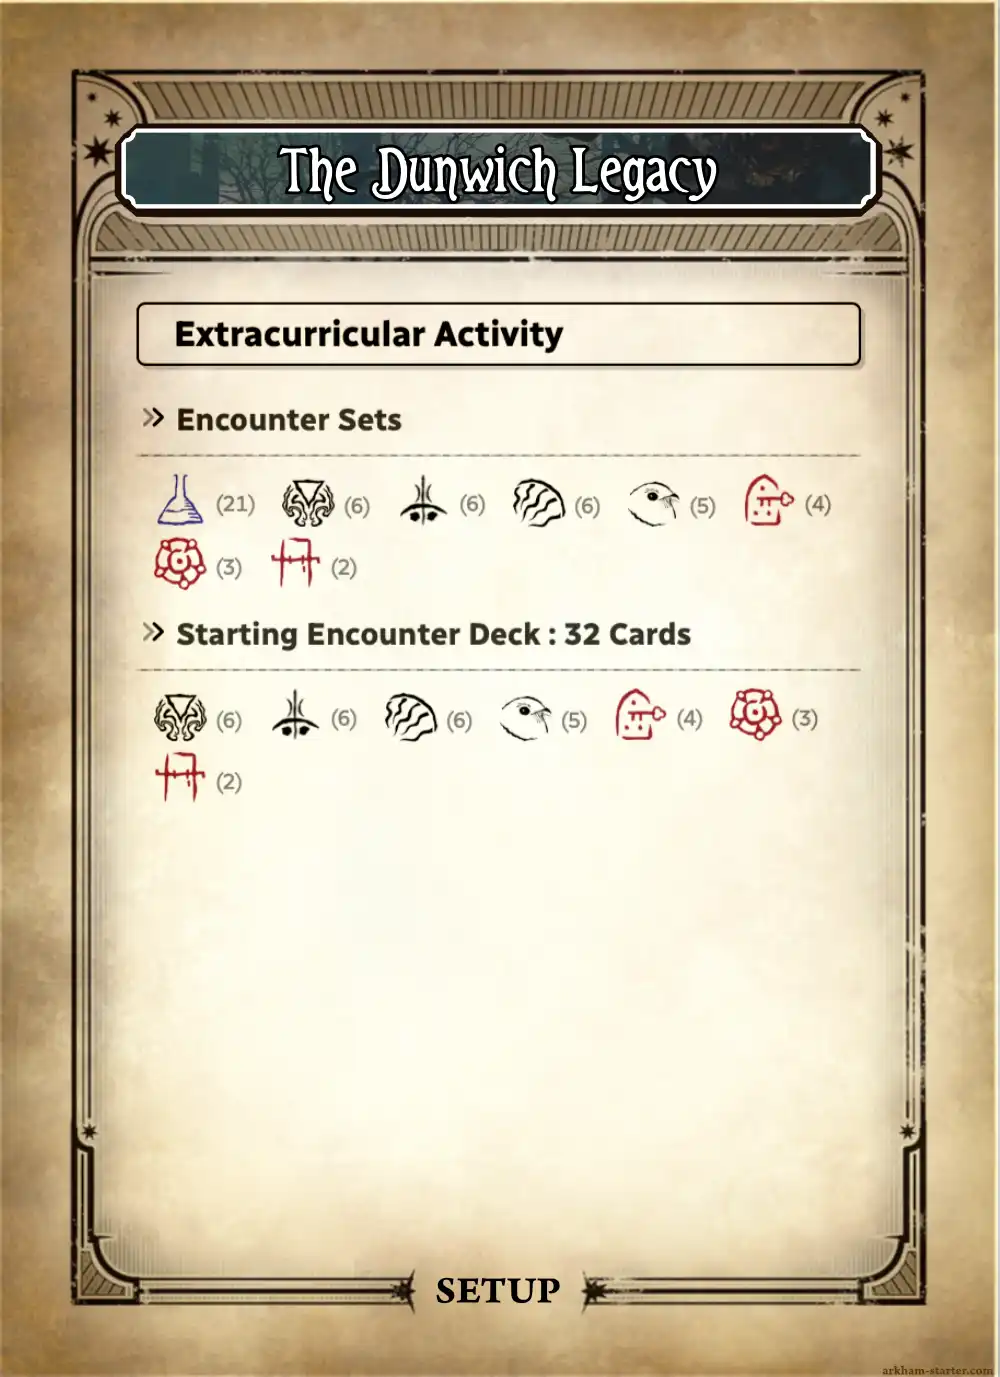 The Dunwich Legacy
Extracurricular Activity
» Encounter Sets
(21) (6) (6) (6) (5) (4)
(3) (2)
» Starting Encounter Deck : 32 Cards
(6) (6) (6) (5) (4) (3)
(2)
SETUP
arkham-starter.com